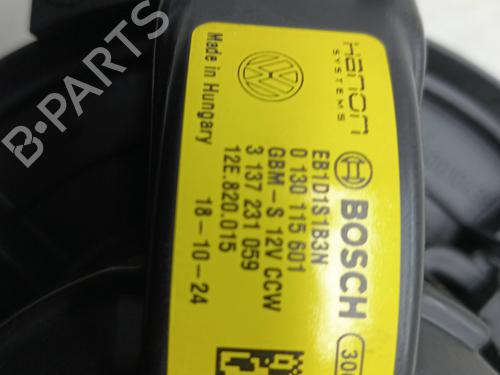 Hanon
SYSTEMS
BOSCH
EB1D1S1B3N
0 130 115 601
GBM-S 12V CCW
3 137 231 059
12E.820.015
18-10-24
Made in Hungary
B-PARTS